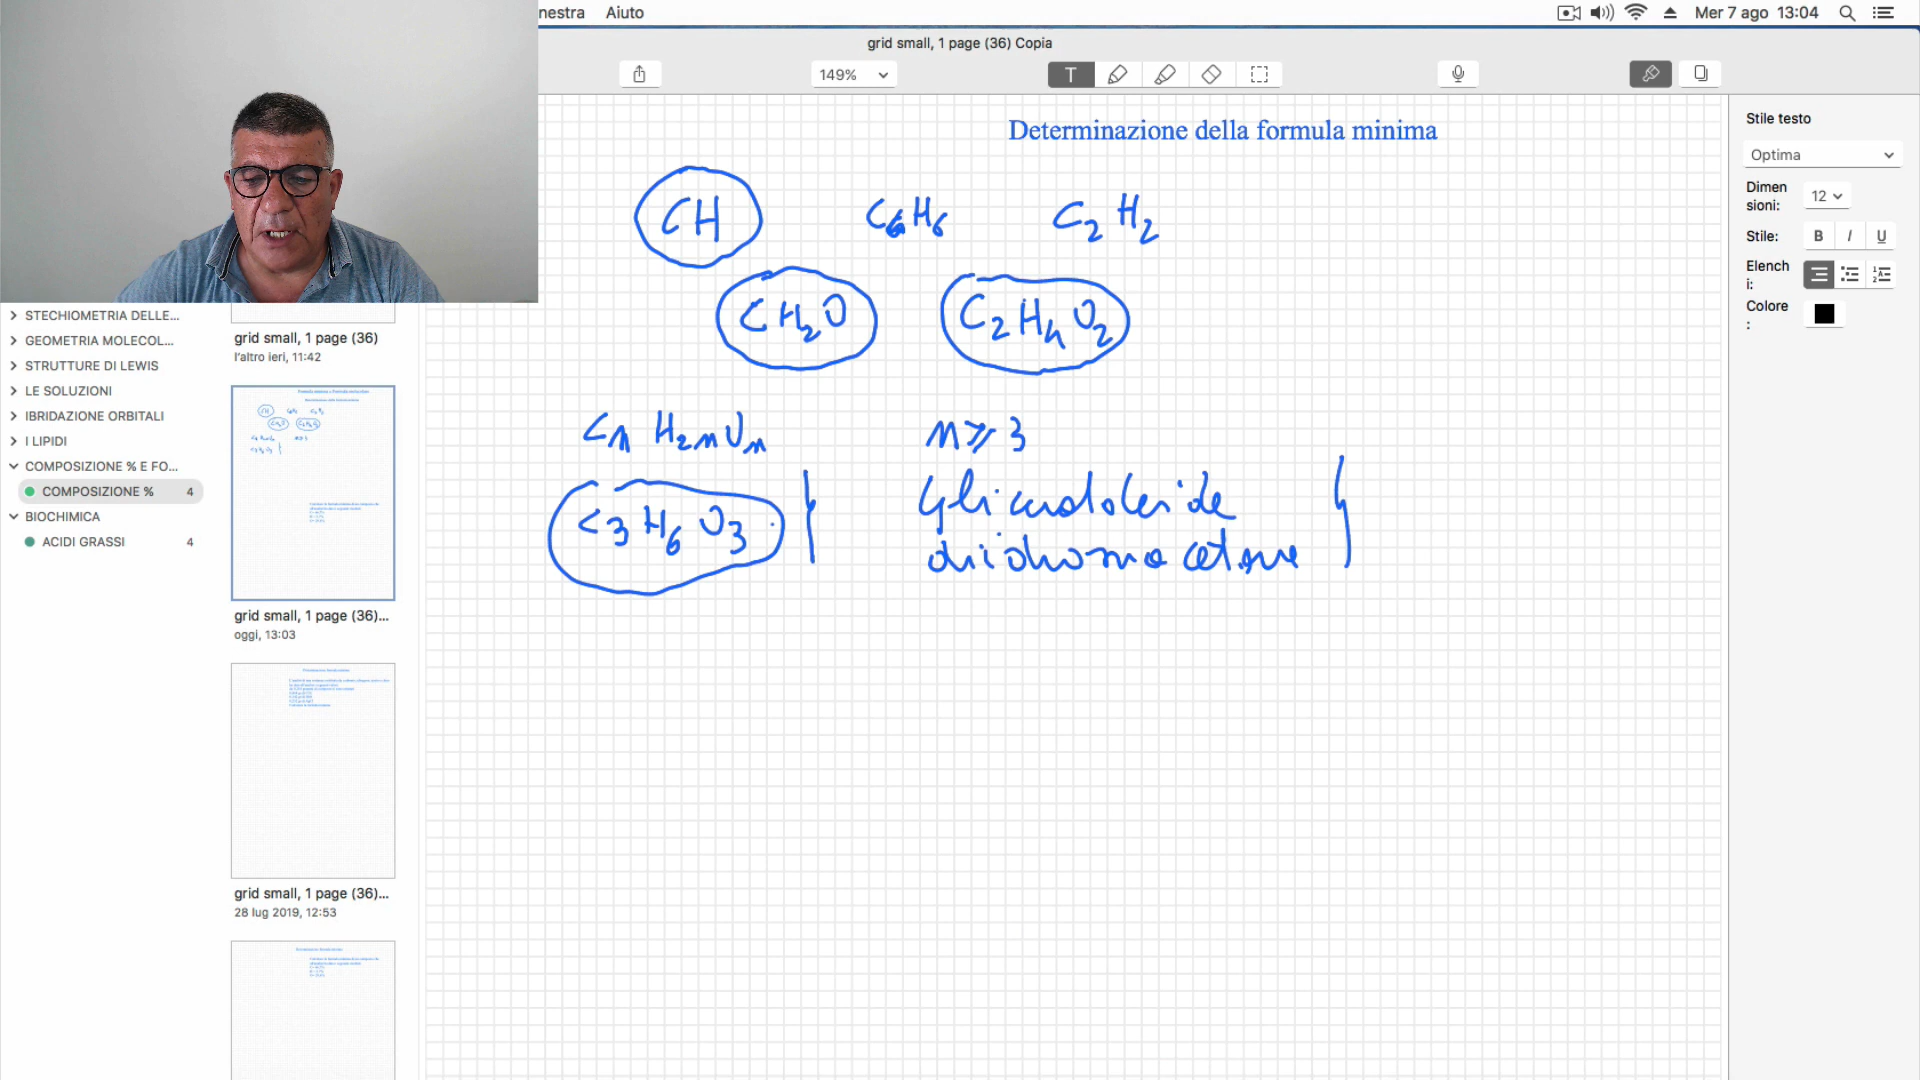 nestra Aiuto Mer 7 ago 13:04
grid small, 1 page (36) Copia
149% T
Determinazione della formula minima
CH C6H6 C2H2
CH2O C2H4O2
CnH2nOn n ≥ 3
C3H6O3 Gliceraldeide
diidrossiacetone
STECHIOMETRIA DELLE...
GEOMETRIA MOLECOL...
STRUTTURE DI LEWIS
LE SOLUZIONI
IBRIDAZIONE ORBITALI
I LIPIDI
COMPOSIZIONE % E FO...
COMPOSIZIONE % 4
BIOCHIMICA
ACIDI GRASSI 4
grid small, 1 page (36)
l'altro ieri, 11:42
grid small, 1 page (36)...
oggi, 13:03
grid small, 1 page (36)...
28 lug 2019, 12:53
Stile testo
Optima
Dimen
sioni: 12
Stile: B I U
Elench
i:
Colore
: